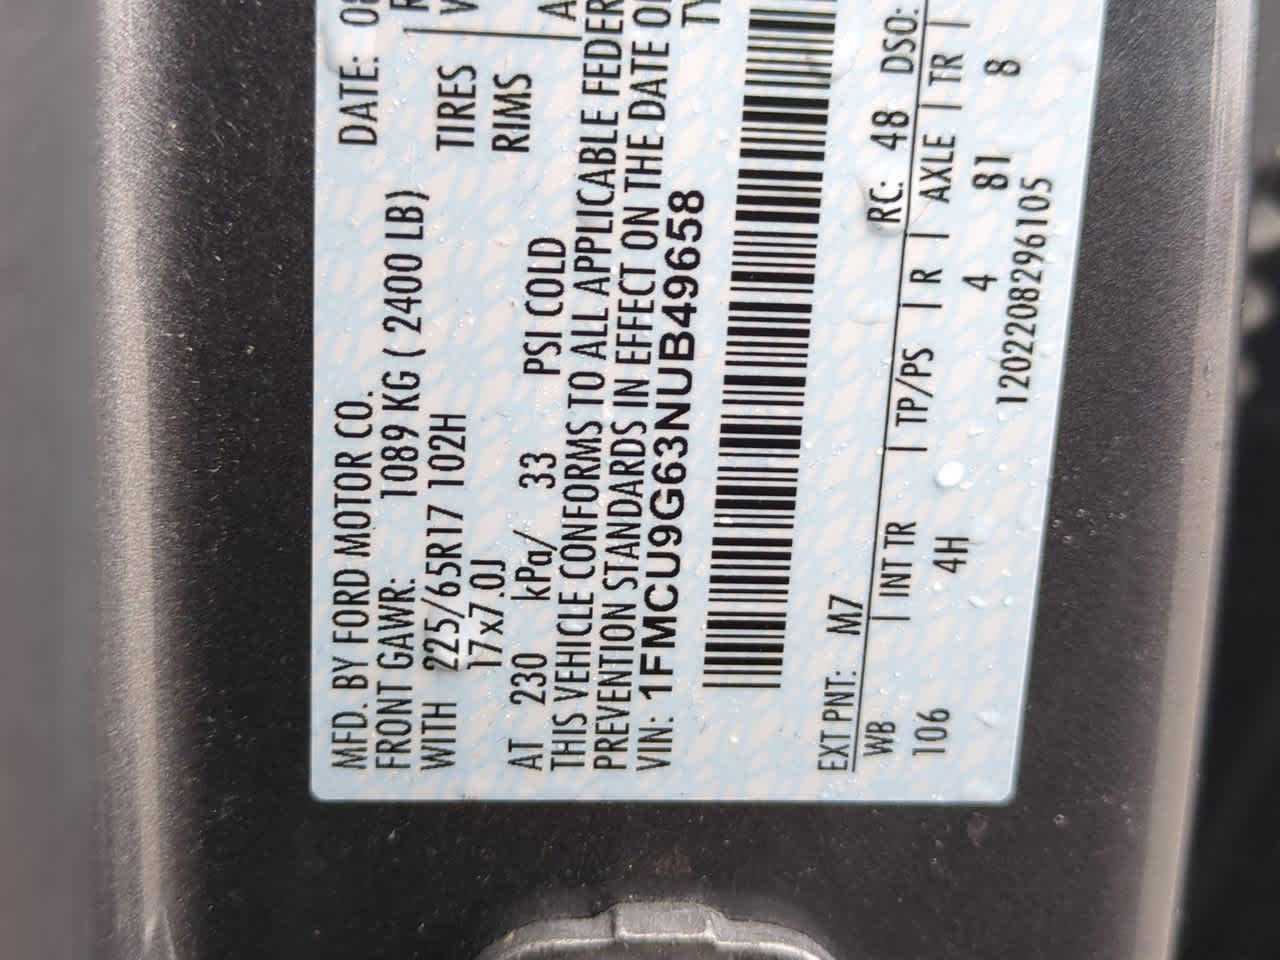 MFD. BY FORD MOTOR CO. DATE: 08
FRONT GAWR: 1089 KG ( 2400 LB)
WITH 225/65R17 102H TIRES
17x7.0J RIMS
AT 230 kPa/ 33 PSI COLD
THIS VEHICLE CONFORMS TO ALL APPLICABLE FEDER
PREVENTION STANDARDS IN EFFECT ON THE DATE O
VIN: 1FMCU9G63NUB49658 TY
EXT PNT: M7 RC: 48 DSO:
WB | INT TR | TP/PS | R | AXLE | TR |
106 4H 4 81 8
1202208296105